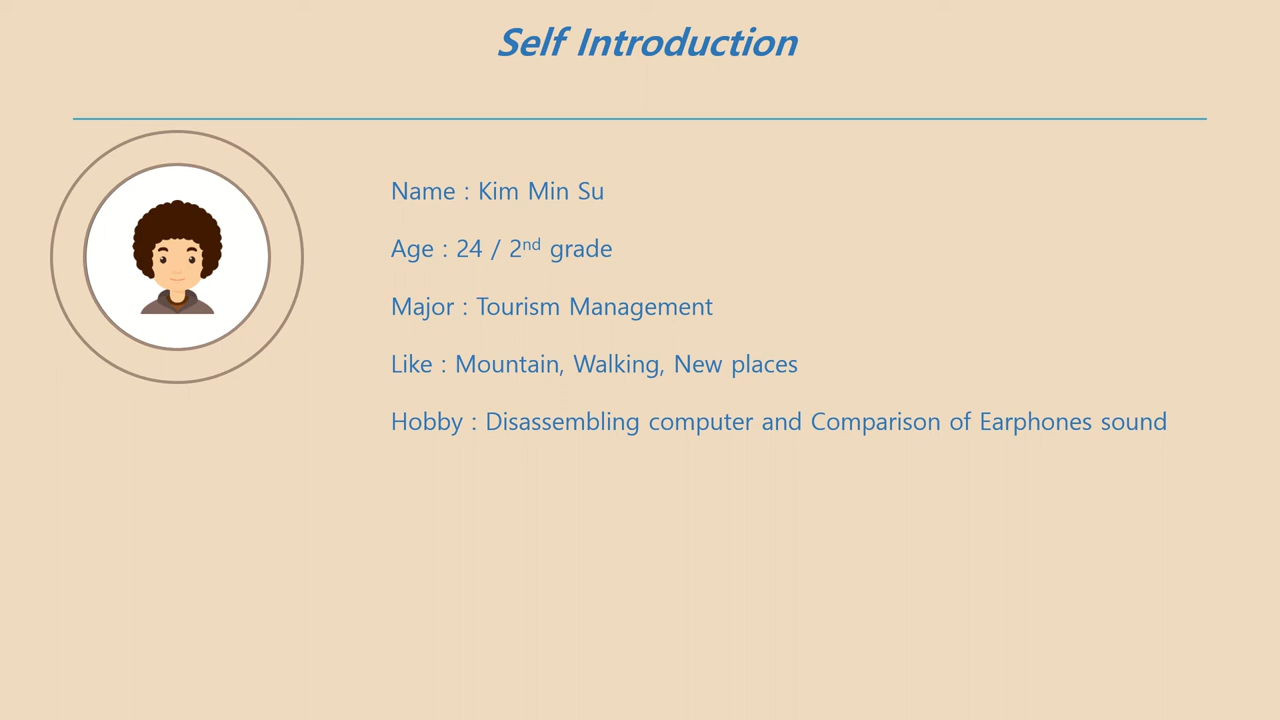 Self Introduction
Name : Kim Min Su
Age : 24 / 2nd grade
Major : Tourism Management
Like : Mountain, Walking, New places
Hobby : Disassembling computer and Comparison of Earphones sound